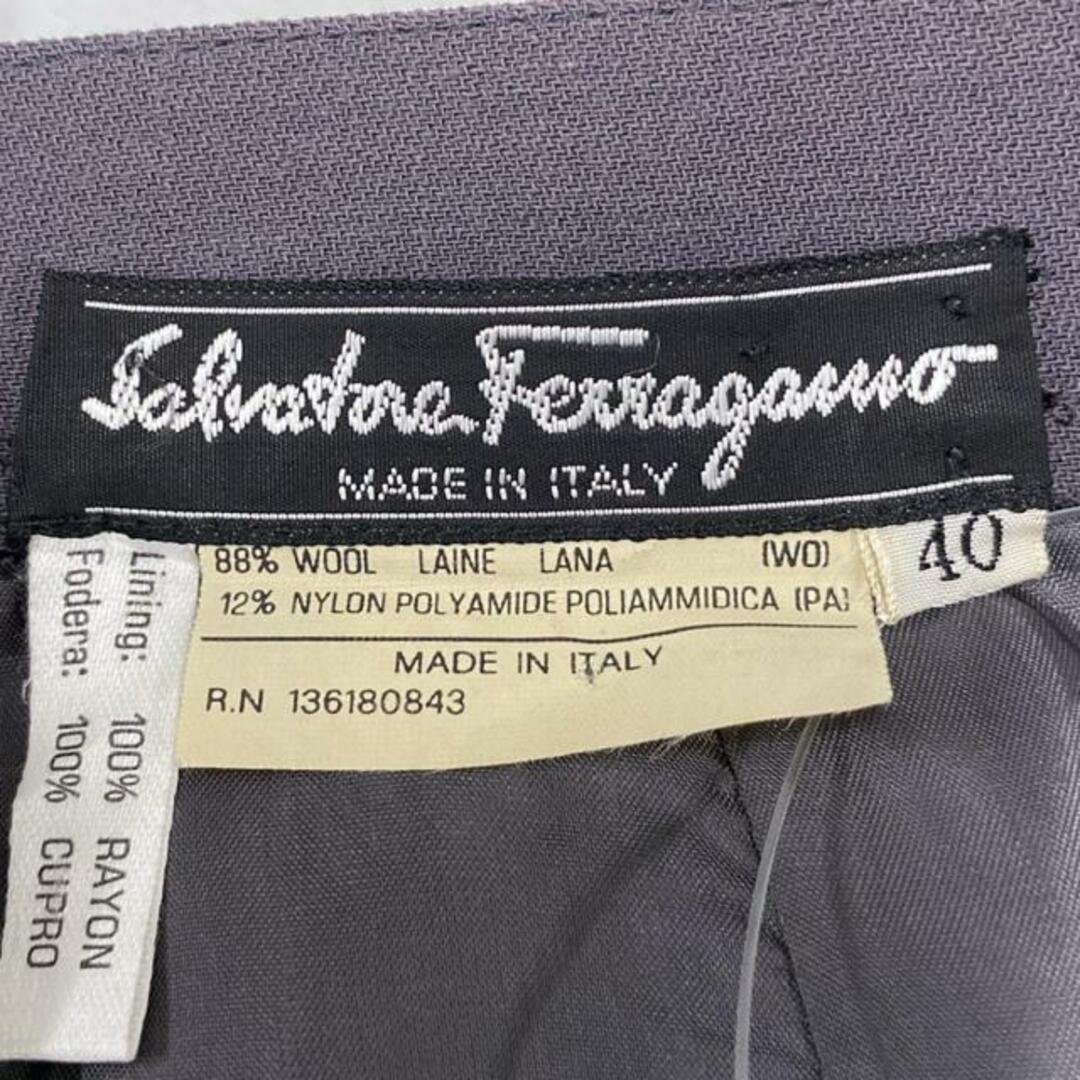 Salvatore Ferragamo
MADE IN ITALY
40
88% WOOL LAINE LANA (WO)
12% NYLON POLYAMIDE POLIAMMIDICA (PA)
MADE IN ITALY
R.N 136180843
Lining: 100% RAYON
Fodera: 100% CUPRO